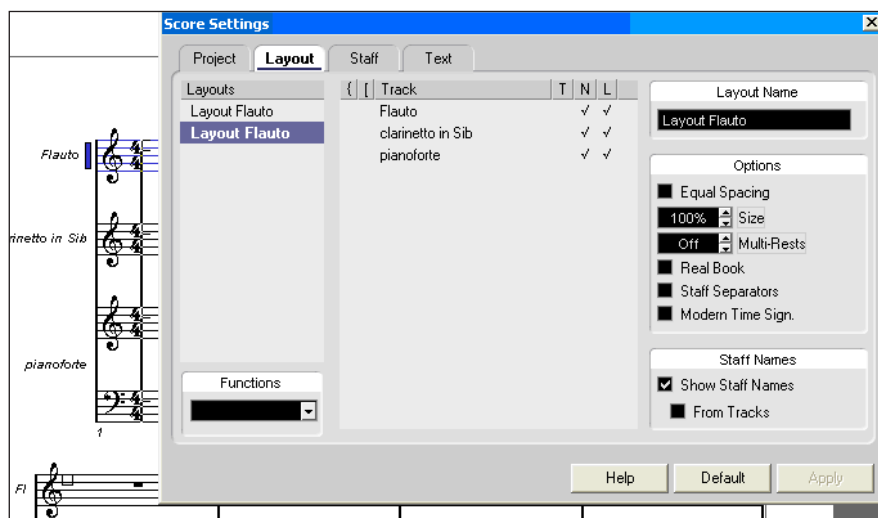 Score Settings
Project Layout Staff Text
Layouts
Layout Flauto
Layout Flauto
Functions
{ [ Track T N L
Flauto √ √
clarinetto in Sib √ √
pianoforte √ √
Layout Name
Layout Flauto
Options
Equal Spacing
100% Size
Off Multi-Rests
Real Book
Staff Separators
Modern Time Sign.
Staff Names
Show Staff Names
From Tracks
Help Default Apply
Flauto
rinetto in Sib
pianoforte
1
Fl